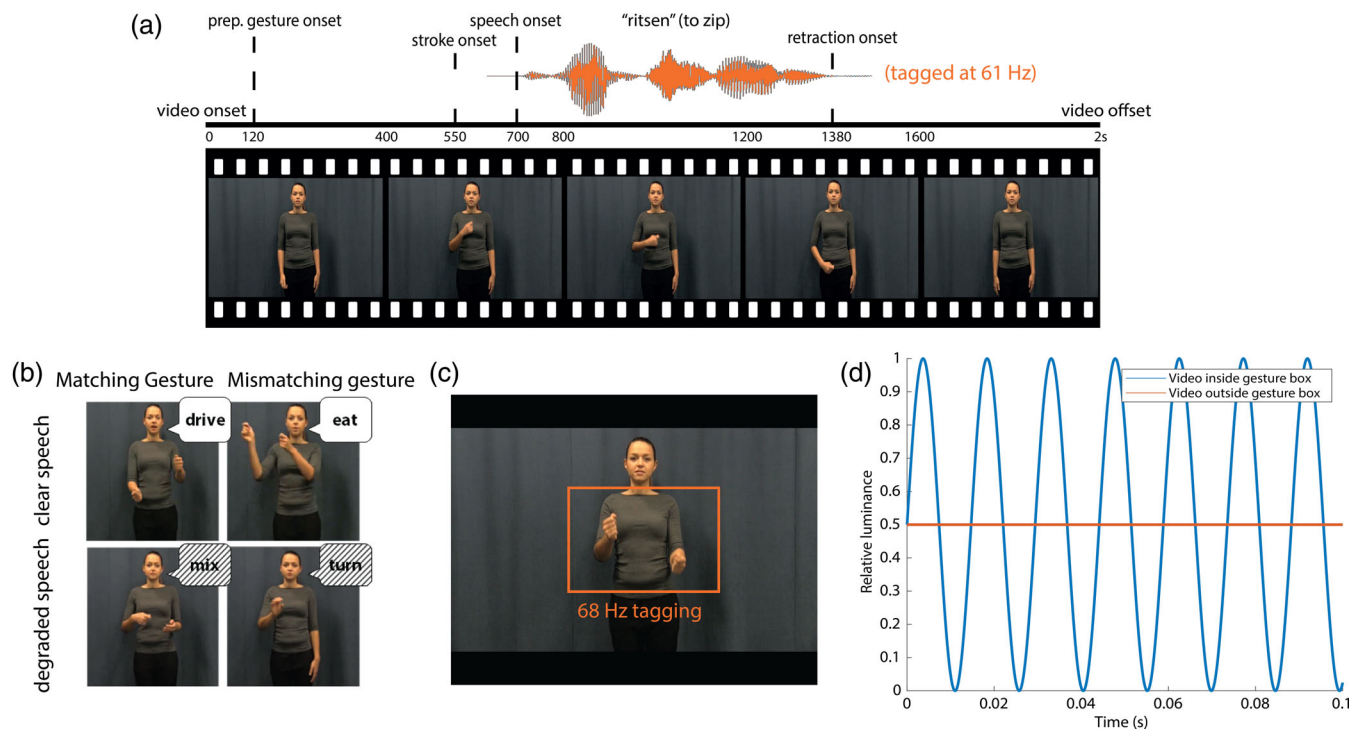 (a)
prep. gesture onset
speech onset
"ritsen" (to zip)
stroke onset
retraction onset
(tagged at 61 Hz)
video onset
video offset
0 120 400 550 700 800 1200 1380 1600 2s
(b)
Matching Gesture Mismatching gesture
clear speech
drive
eat
degraded speech
mix
turn
(c)
68 Hz tagging
(d)
Relative luminance
1
0.9
0.8
0.7
0.6
0.5
0.4
0.3
0.2
0.1
0
Video inside gesture box
Video outside gesture box
0 0.02 0.04 0.06 0.08 0.1
Time (s)